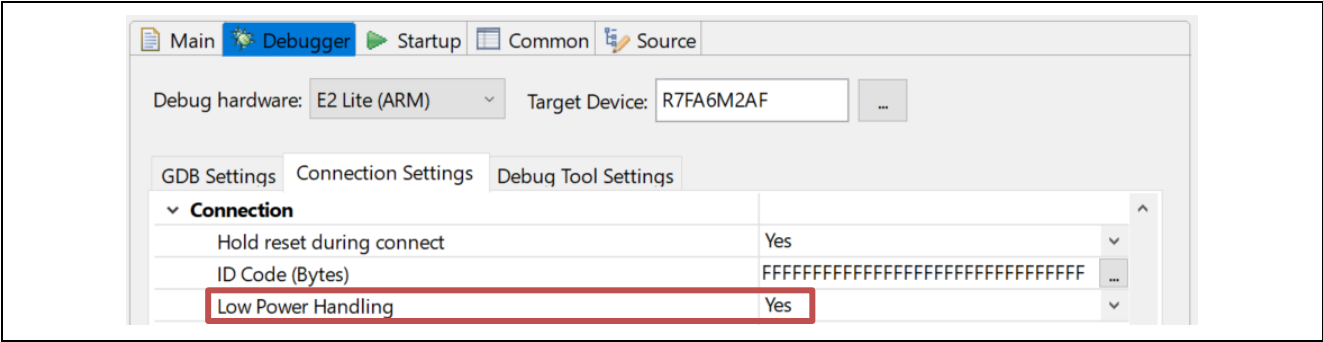 Main Debugger Startup Common Source
Debug hardware: E2 Lite (ARM) Target Device: R7FA6M2AF ...
GDB Settings Connection Settings Debug Tool Settings
Connection
Hold reset during connect Yes
ID Code (Bytes) FFFFFFFFFFFFFFFFFFFFFFFFFFFFFFFF ...
Low Power Handling Yes